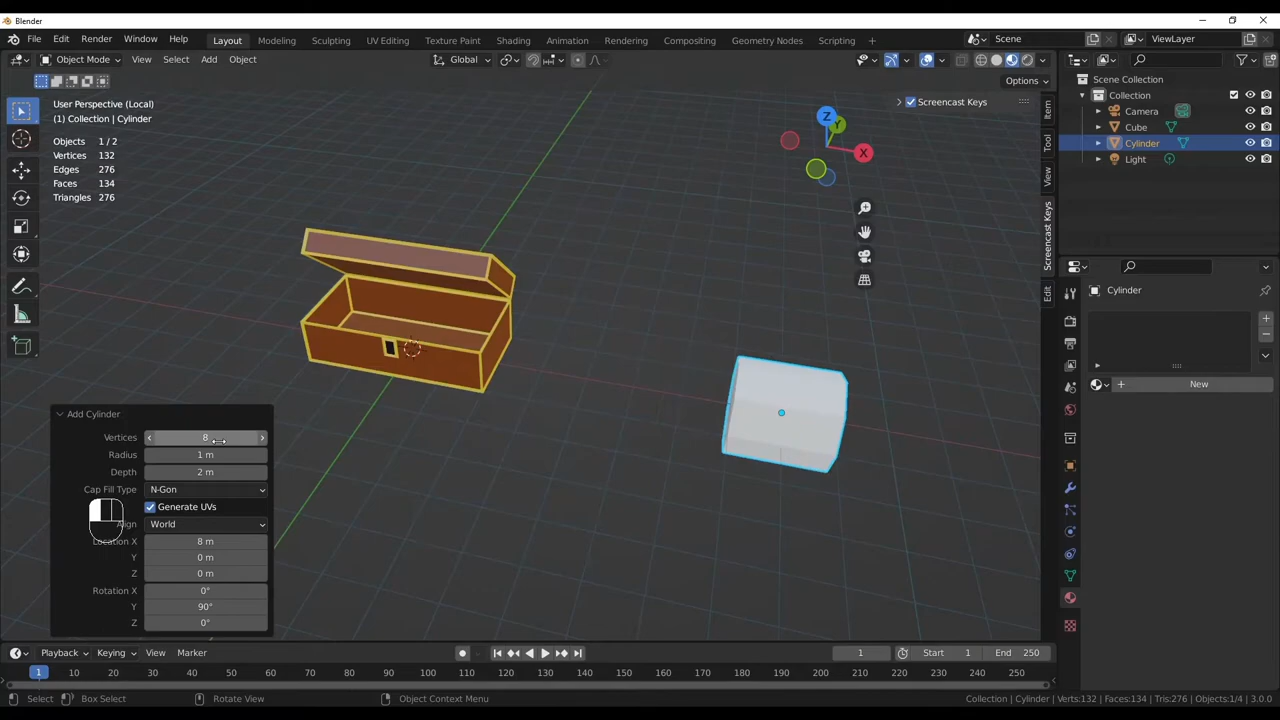 Blender
File Edit Render Window Help
Layout Modeling Sculpting UV Editing Texture Paint Shading Animation Rendering Compositing Geometry Nodes Scripting +
Scene
ViewLayer
Object Mode View Select Add Object
Global
Options
User Perspective (Local)
(1) Collection | Cylinder
Objects 1 / 2
Vertices 132
Edges 276
Faces 134
Triangles 276
Screencast Keys
Z
Y
X
Item
Tool
View
Screencast Keys
Edit
Scene Collection
Collection
Camera
Cube
Cylinder
Light
Cylinder
New
Add Cylinder
Vertices 8
Radius 1 m
Depth 2 m
Cap Fill Type N-Gon
Generate UVs
Align World
Location X 8 m
Y 0 m
Z 0 m
Rotation X 0°
Y 90°
Z 0°
Playback Keying View Marker
1
Start 1
End 250
1 10 20 30 40 50 60 70 80 90 100 110 120 130 140 150 160 170 180 190 200 210 220 230 240 250
Select Box Select Rotate View Object Context Menu
Collection | Cylinder | Verts:132 | Faces:134 | Tris:276 | Objects:1/4 | 3.0.0